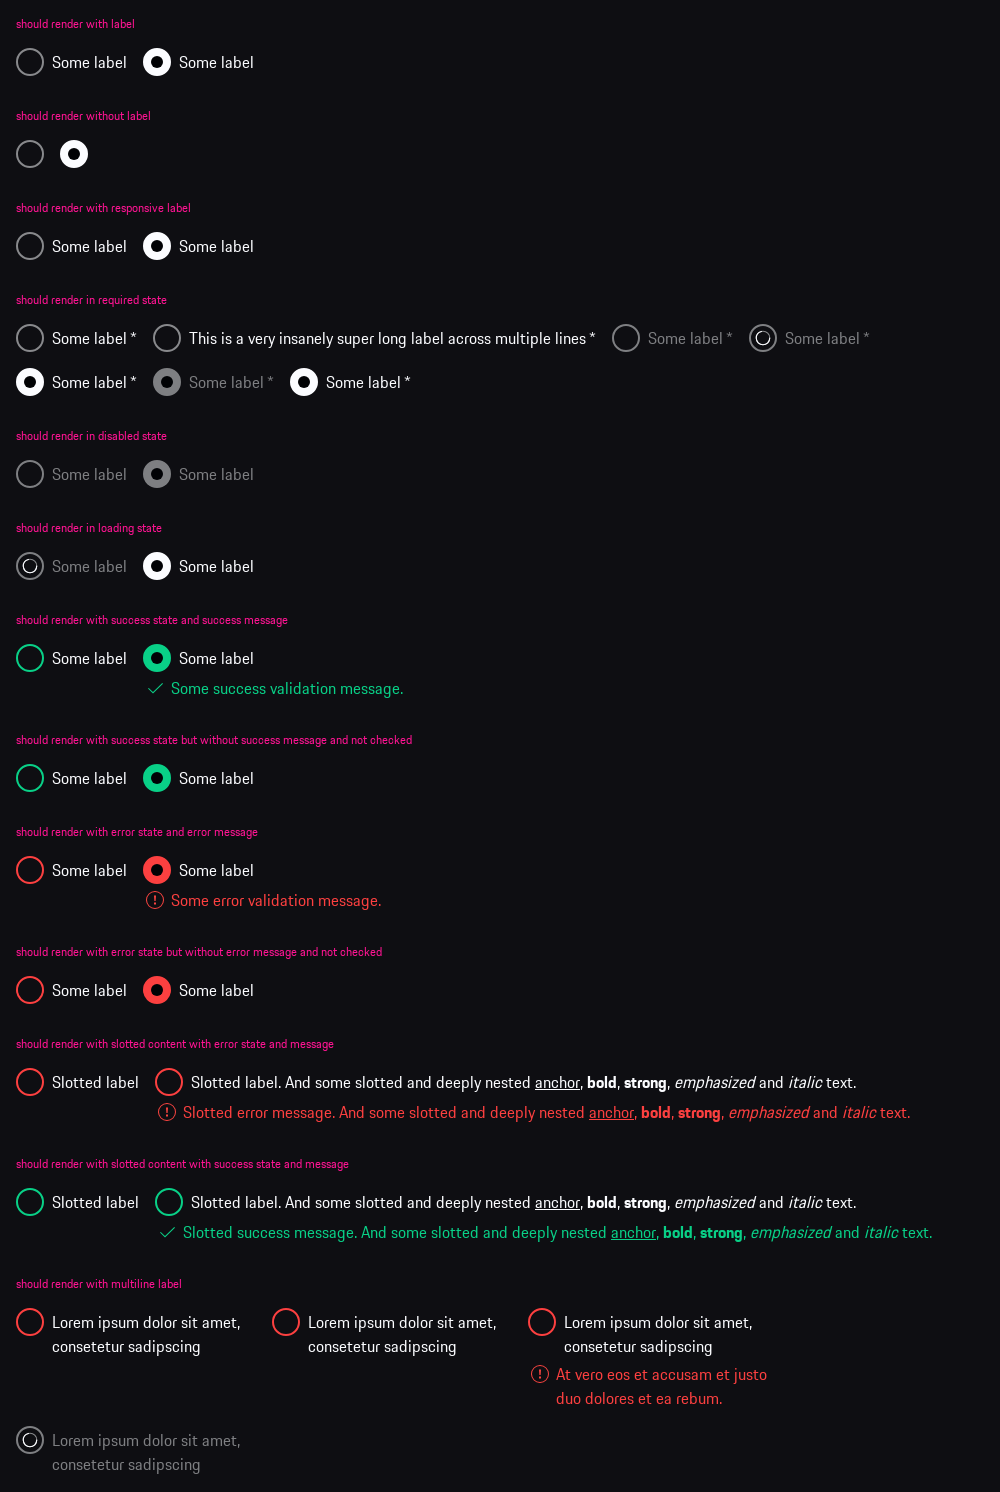 should render with label
Some label Some label
should render without label
should render with responsive label
Some label Some label
should render in required state
Some label * This is a very insanely super long label across multiple lines * Some label * Some label *
Some label * Some label * Some label *
should render in disabled state
Some label Some label
should render in loading state
Some label Some label
should render with success state and success message
Some label Some label
Some success validation message.
should render with success state but without success message and not checked
Some label Some label
should render with error state and error message
Some label Some label
Some error validation message.
should render with error state but without error message and not checked
Some label Some label
should render with slotted content with error state and message
Slotted label Slotted label. And some slotted and deeply nested anchor, bold, strong, emphasized and italic text.
Slotted error message. And some slotted and deeply nested anchor, bold, strong, emphasized and italic text.
should render with slotted content with success state and message
Slotted label Slotted label. And some slotted and deeply nested anchor, bold, strong, emphasized and italic text.
Slotted success message. And some slotted and deeply nested anchor, bold, strong, emphasized and italic text.
should render with multiline label
Lorem ipsum dolor sit amet, Lorem ipsum dolor sit amet, Lorem ipsum dolor sit amet,
consetetur sadipscing consetetur sadipscing consetetur sadipscing
At vero eos et accusam et justo
duo dolores et ea rebum.
Lorem ipsum dolor sit amet,
consetetur sadipscing